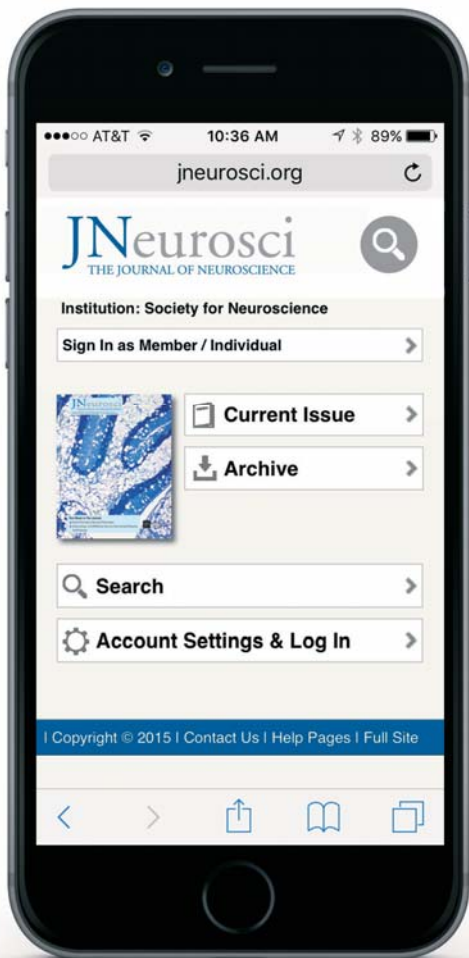 ●●●○○ AT&T 10:36 AM 89%
jneurosci.org
JNeurosci
THE JOURNAL OF NEUROSCIENCE
Institution: Society for Neuroscience
Sign In as Member / Individual
JNeurosci
Current Issue
Archive
Search
Account Settings & Log In
| Copyright © 2015 | Contact Us | Help Pages | Full Site